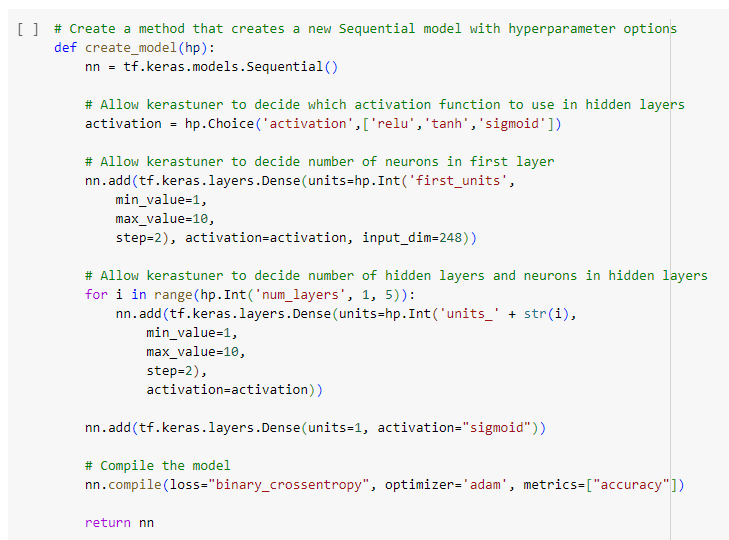 [ ] # Create a method that creates a new Sequential model with hyperparameter options
def create_model(hp):
    nn = tf.keras.models.Sequential()

    # Allow kerastuner to decide which activation function to use in hidden layers
    activation = hp.Choice('activation',['relu','tanh','sigmoid'])

    # Allow kerastuner to decide number of neurons in first layer
    nn.add(tf.keras.layers.Dense(units=hp.Int('first_units',
        min_value=1,
        max_value=10,
        step=2), activation=activation, input_dim=248))

    # Allow kerastuner to decide number of hidden layers and neurons in hidden layers
    for i in range(hp.Int('num_layers', 1, 5)):
        nn.add(tf.keras.layers.Dense(units=hp.Int('units_' + str(i),
            min_value=1,
            max_value=10,
            step=2),
            activation=activation))

    nn.add(tf.keras.layers.Dense(units=1, activation="sigmoid"))

    # Compile the model
    nn.compile(loss="binary_crossentropy", optimizer='adam', metrics=["accuracy"])

    return nn